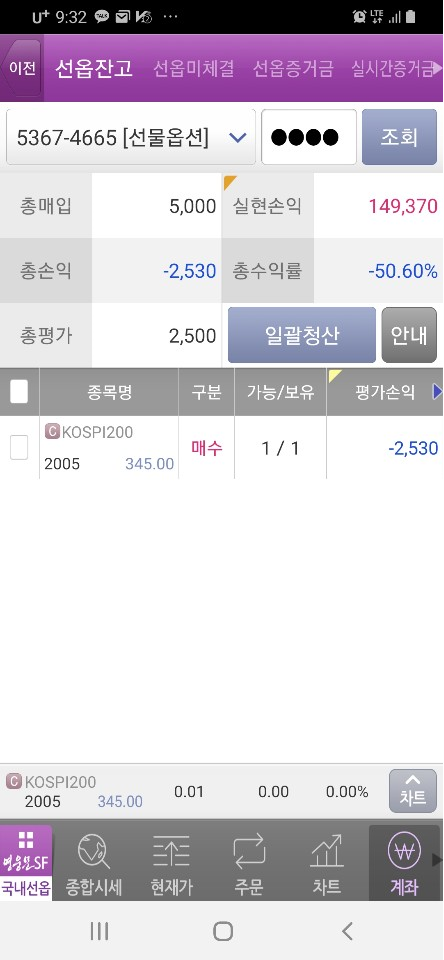 U+ 9:32 TALK ··· LTE
이전 선옵잔고 선옵미체결 선옵증거금 실시간증거금
5367-4665 [선물옵션] ●●●● 조회
총매입 5,000 실현손익 149,370
총손익 -2,530 총수익률 -50.60%
총평가 2,500 일괄청산 안내
종목명 구분 가능/보유 평가손익
C KOSPI200
2005 345.00 매수 1 / 1 -2,530
C KOSPI200
2005 345.00 0.01 0.00 0.00% 차트
영웅문SF
국내선옵 종합시세 현재가 주문 차트 계좌